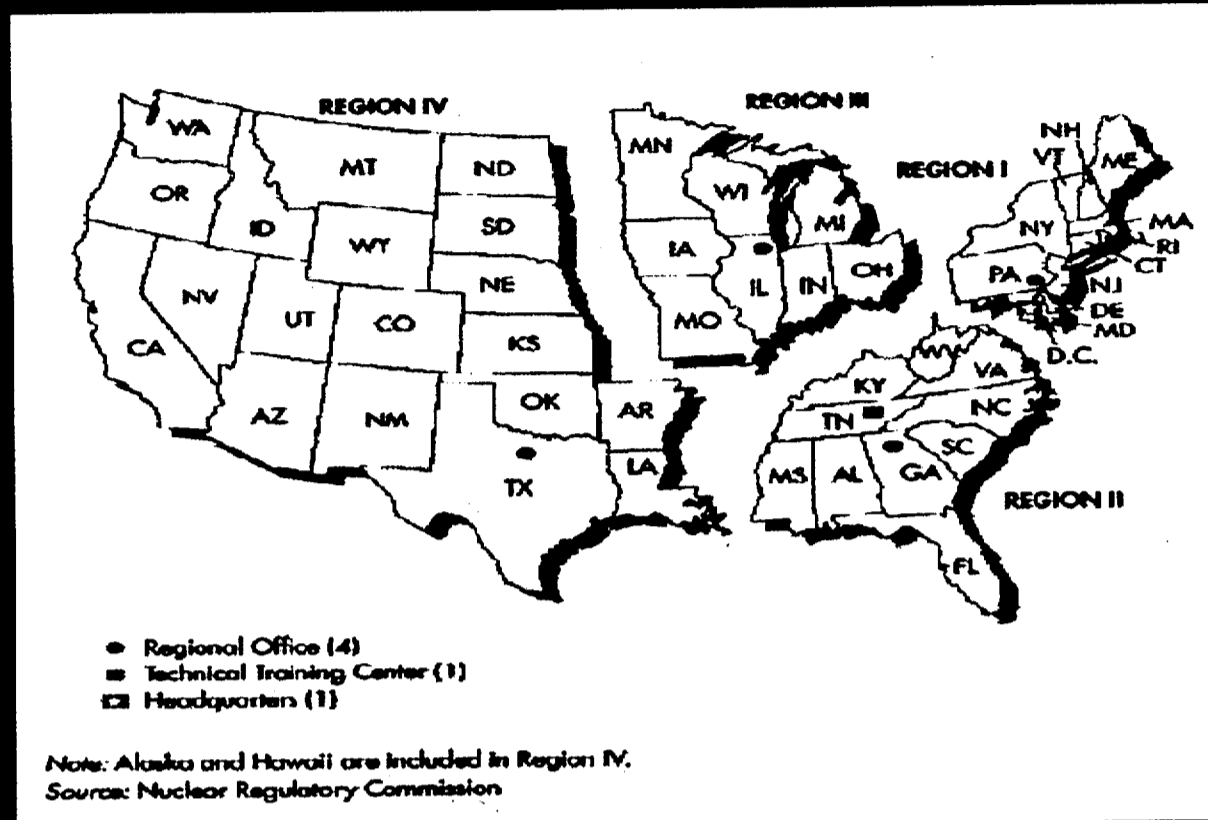 REGION IV
REGION III
REGION I
REGION II
WA
OR
CA
ID
NV
MT
WY
UT
AZ
CO
NM
ND
SD
NE
KS
OK
TX
AR
LA
MN
IA
MO
WI
IL
MI
IN
OH
NH
VT
ME
NY
MA
RI
CT
PA
NJ
DE
MD
D.C.
WV
VA
KY
TN
NC
SC
MS
AL
GA
FL
Regional Office (4)
Technical Training Center (1)
Headquarters (1)
Note: Alaska and Hawaii are included in Region IV.
Source: Nuclear Regulatory Commission